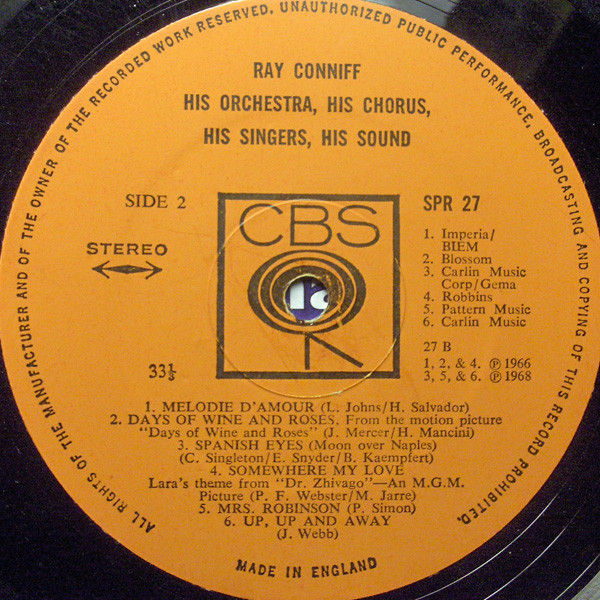 ALL RIGHTS OF THE MANUFACTURER AND OF THE OWNER OF THE RECORDED WORK RESERVED. UNAUTHORIZED PUBLIC PERFORMANCE, BROADCASTING AND COPYING OF THIS RECORD PROHIBITED.
RAY CONNIFF
HIS ORCHESTRA, HIS CHORUS,
HIS SINGERS, HIS SOUND
SIDE 2
STEREO
33⅓
CBS
SPR 27
1. Imperia/
BIEM
2. Blossom
3. Carlin Music
Corp/Gema
4. Robbins
5. Pattern Music
6. Carlin Music
27 B
1, 2, & 4. ℗ 1966
3, 5, & 6. ℗ 1968
1. MELODIE D'AMOUR (L. Johns/H. Salvador)
2. DAYS OF WINE AND ROSES, From the motion picture
"Days of Wine and Roses" (J. Mercer/H. Mancini)
3. SPANISH EYES (Moon over Naples)
(C. Singleton/E. Snyder/B. Kaempfert)
4. SOMEWHERE MY LOVE
Lara's theme from "Dr. Zhivago"—An M.G.M.
Picture (P. F. Webster/M. Jarre)
5. MRS. ROBINSON (P. Simon)
6. UP, UP AND AWAY
(J. Webb)
MADE IN ENGLAND